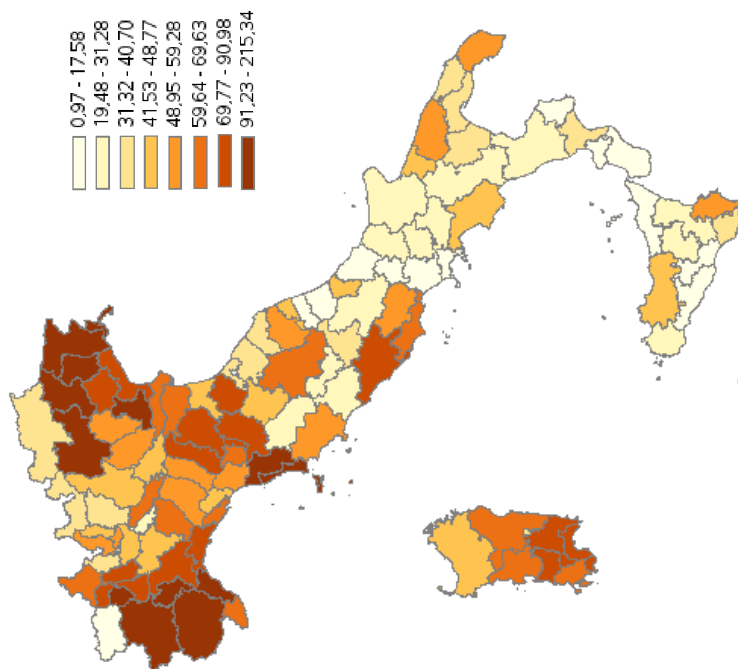 0,97 - 17,58
19,48 - 31,28
31,32 - 40,70
41,53 - 48,77
48,95 - 59,28
59,64 - 69,63
69,77 - 90,98
91,23 - 215,34